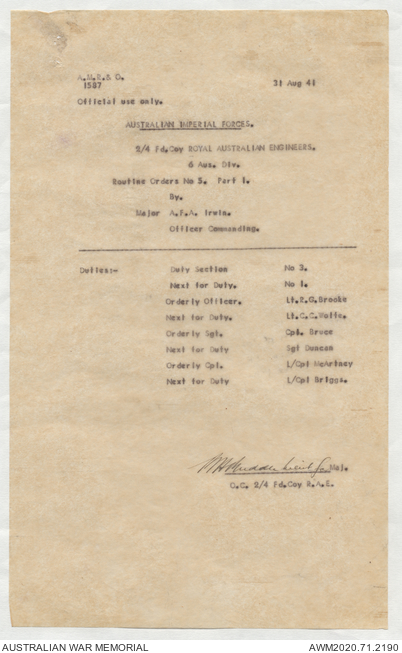 A.M.R.& O.
1587
31 Aug 41
Official use only.
AUSTRALIAN IMPERIAL FORCES.
2/4 Fd.Coy ROYAL AUSTRALIAN ENGINEERS.
6 Aus. Div.
Routine Orders No 5. Part 1.
By.
Major A.F.A. Irwin.
Officer Commanding.
Duties:- Duty Section No 3.
Next for Duty. No 1.
Orderly Officer. Lt.R.G.Brooke
Next for Duty. Lt.C.C.Wolfe.
Orderly Sgt. Cpl. Bruce
Next for Duty Sgt Duncan
Orderly Cpl. L/Cpl McArtney
Next for Duty L/Cpl Briggs.
Maj.
O.C. 2/4 Fd.Coy R.A.E.
AUSTRALIAN WAR MEMORIAL
AWM2020.71.2190